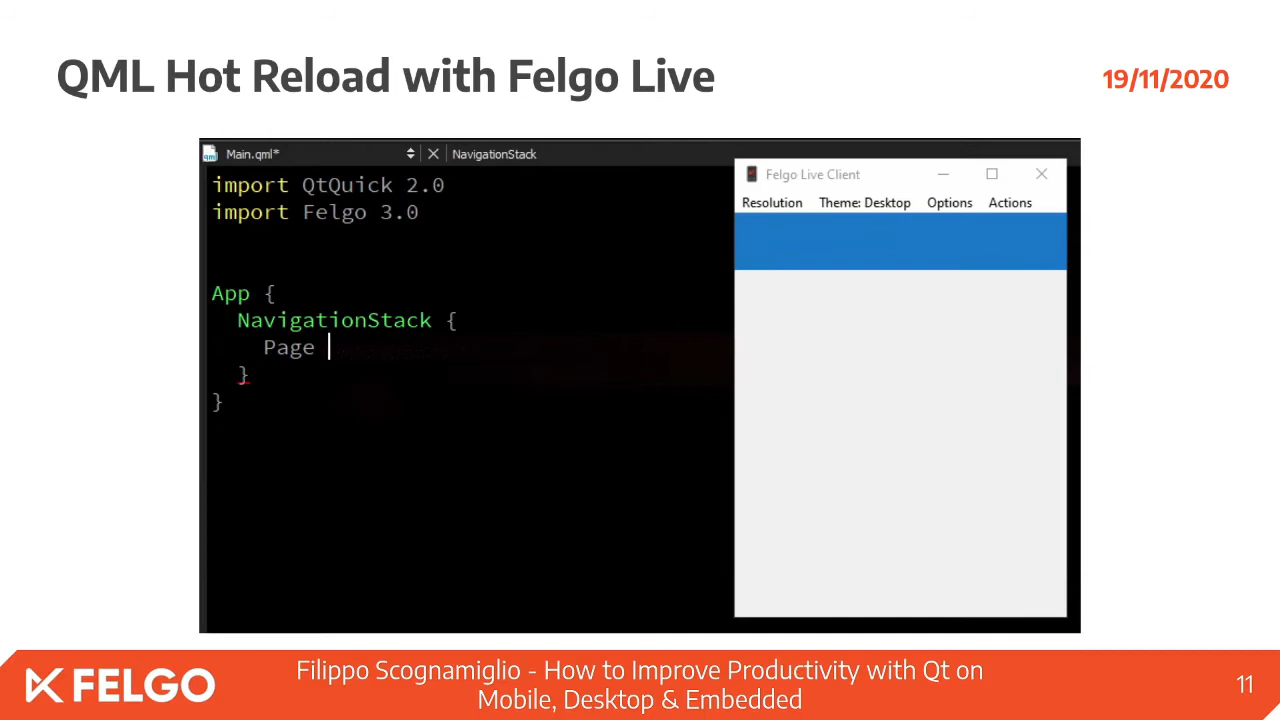 QML Hot Reload with Felgo Live
19/11/2020
Main.qml*
NavigationStack
import QtQuick 2.0
import Felgo 3.0
App {
NavigationStack {
Page
}
}
Felgo Live Client
Resolution Theme: Desktop Options Actions
FELGO
Filippo Scognamiglio - How to Improve Productivity with Qt on
Mobile, Desktop & Embedded
11